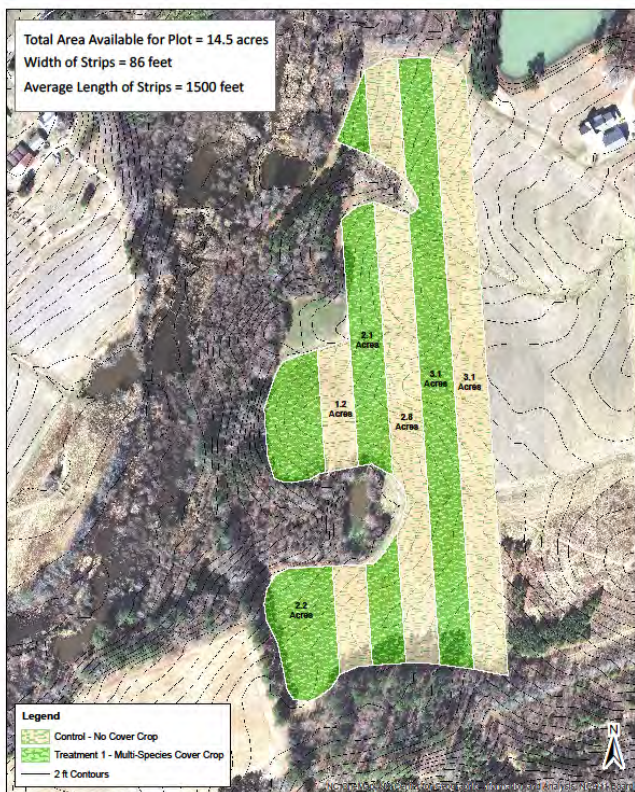 Total Area Available for Plot = 14.5 acres
Width of Strips = 86 feet
Average Length of Strips = 1500 feet
2.1
Acres
3.1
Acres
3.1
Acres
1.2
Acres
2.8
Acres
2.2
Acres
Legend
Control - No Cover Crop
Treatment 1 - Multi-Species Cover Crop
2 ft Contours
N